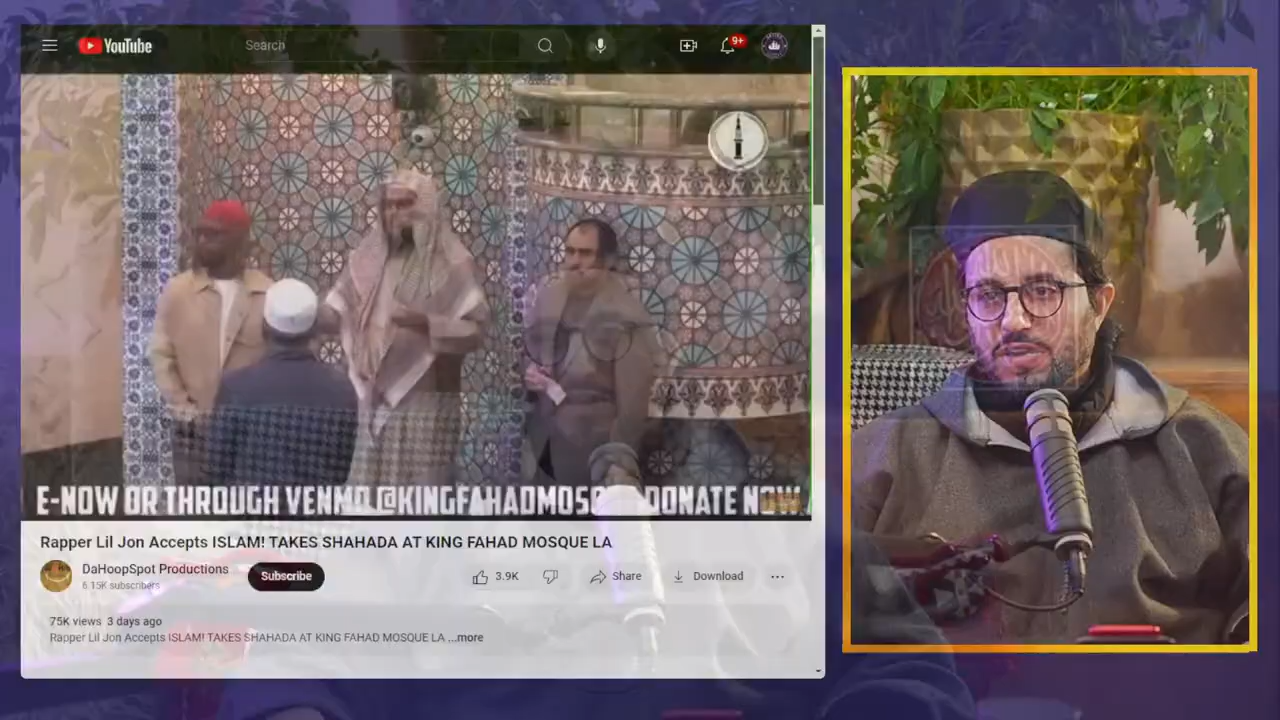 YouTube
Search
9+
E-NOW OR THROUGH VENMO @KINGFAHADMOS
DONATE NOW
Rapper Lil Jon Accepts ISLAM! TAKES SHAHADA AT KING FAHAD MOSQUE LA
DaHoopSpot Productions
6.15K subscribers
Subscribe
3.9K
Share
Download
75K views 3 days ago
Rapper Lil Jon Accepts ISLAM! TAKES SHAHADA AT KING FAHAD MOSQUE LA ...more